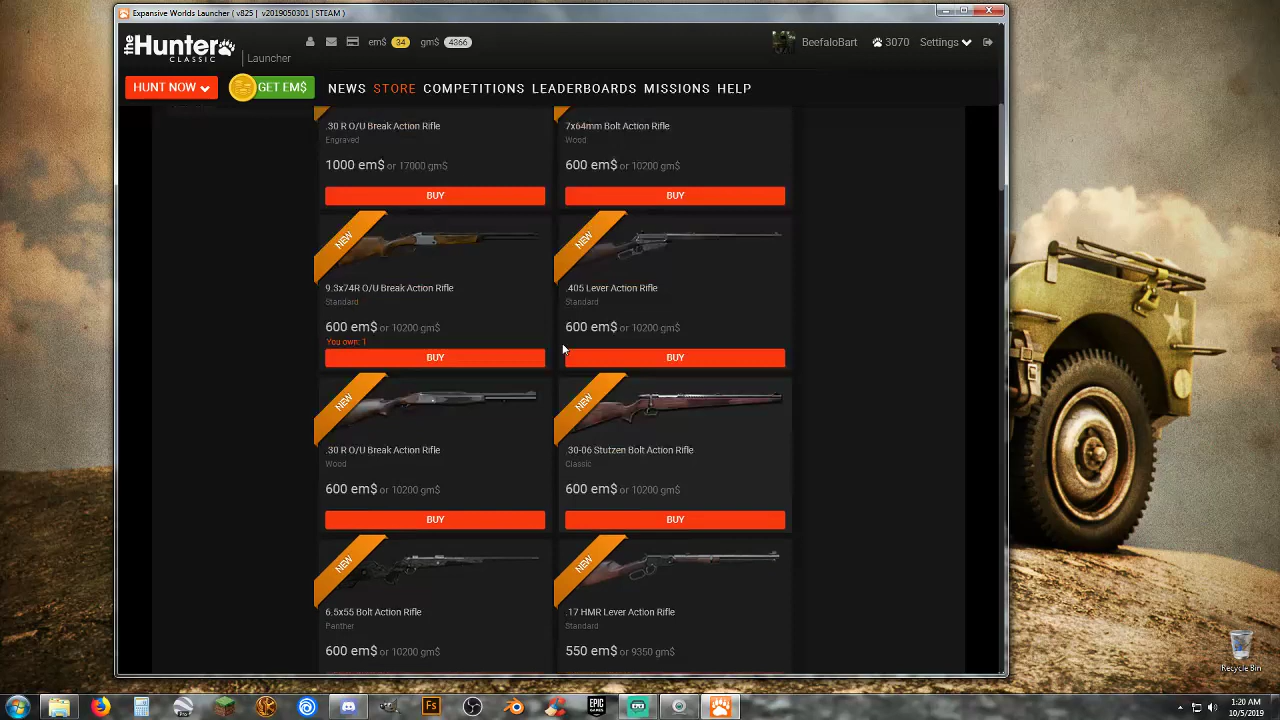 Expansive Worlds Launcher ( v825 | v2019050301 | STEAM )
theHunter
CLASSIC
Launcher
em$ 34 gm$ 4366
BeefaloBart 3070 Settings
HUNT NOW GET EM$ NEWS STORE COMPETITIONS LEADERBOARDS MISSIONS HELP
.30 R O/U Break Action Rifle
Engraved
1000 em$ or 17000 gm$
BUY
7x64mm Bolt Action Rifle
Wood
600 em$ or 10200 gm$
BUY
NEW
9.3x74R O/U Break Action Rifle
Standard
600 em$ or 10200 gm$
You own: 1
BUY
NEW
.405 Lever Action Rifle
Standard
600 em$ or 10200 gm$
BUY
NEW
.30 R O/U Break Action Rifle
Wood
600 em$ or 10200 gm$
BUY
NEW
.30-06 Stutzen Bolt Action Rifle
Classic
600 em$ or 10200 gm$
BUY
NEW
6.5x55 Bolt Action Rifle
Panther
600 em$ or 10200 gm$
NEW
.17 HMR Lever Action Rifle
Standard
550 em$ or 9350 gm$
Recycle Bin
Pro
Fs
EPIC
GAMES
1:20 AM
10/5/2019